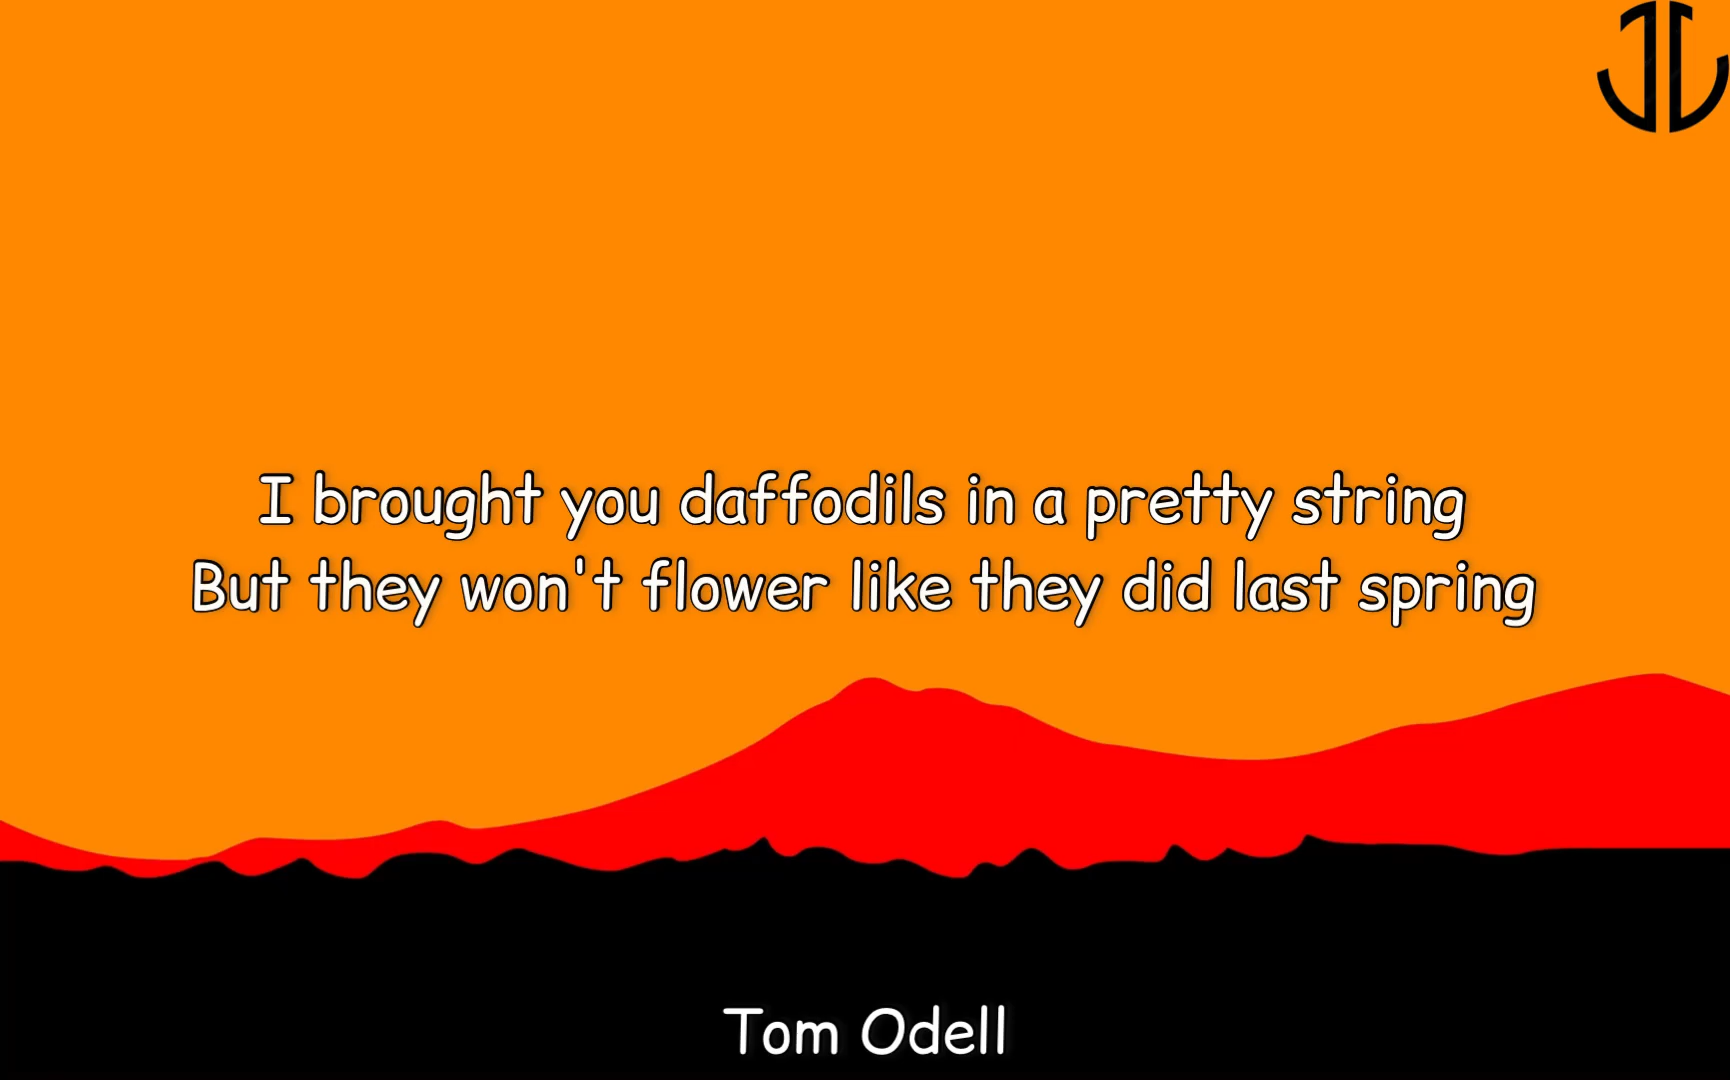 I brought you daffodils in a pretty string
But they won't flower like they did last spring
Tom Odell